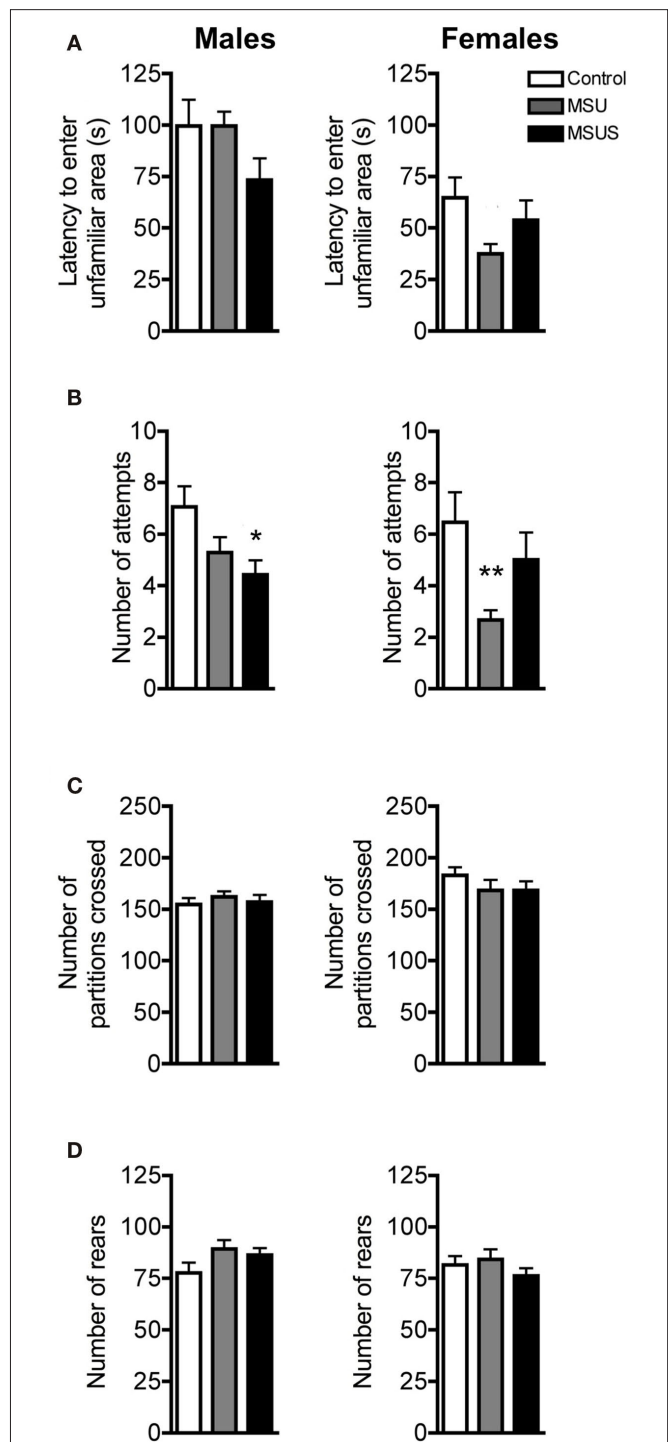 A
Males
Females
Control
MSU
MSUS
Latency to enter
unfamiliar area (s)
125
100
75
50
25
0
Latency to enter
unfamiliar area (s)
125
100
75
50
25
0
B
Number of attempts
10
8
6
4
2
0
*
Number of attempts
10
8
6
4
2
0
**
C
Number of
partitions crossed
250
200
150
100
50
0
Number of
partitions crossed
250
200
150
100
50
0
D
Number of rears
125
100
75
50
25
0
Number of rears
125
100
75
50
25
0